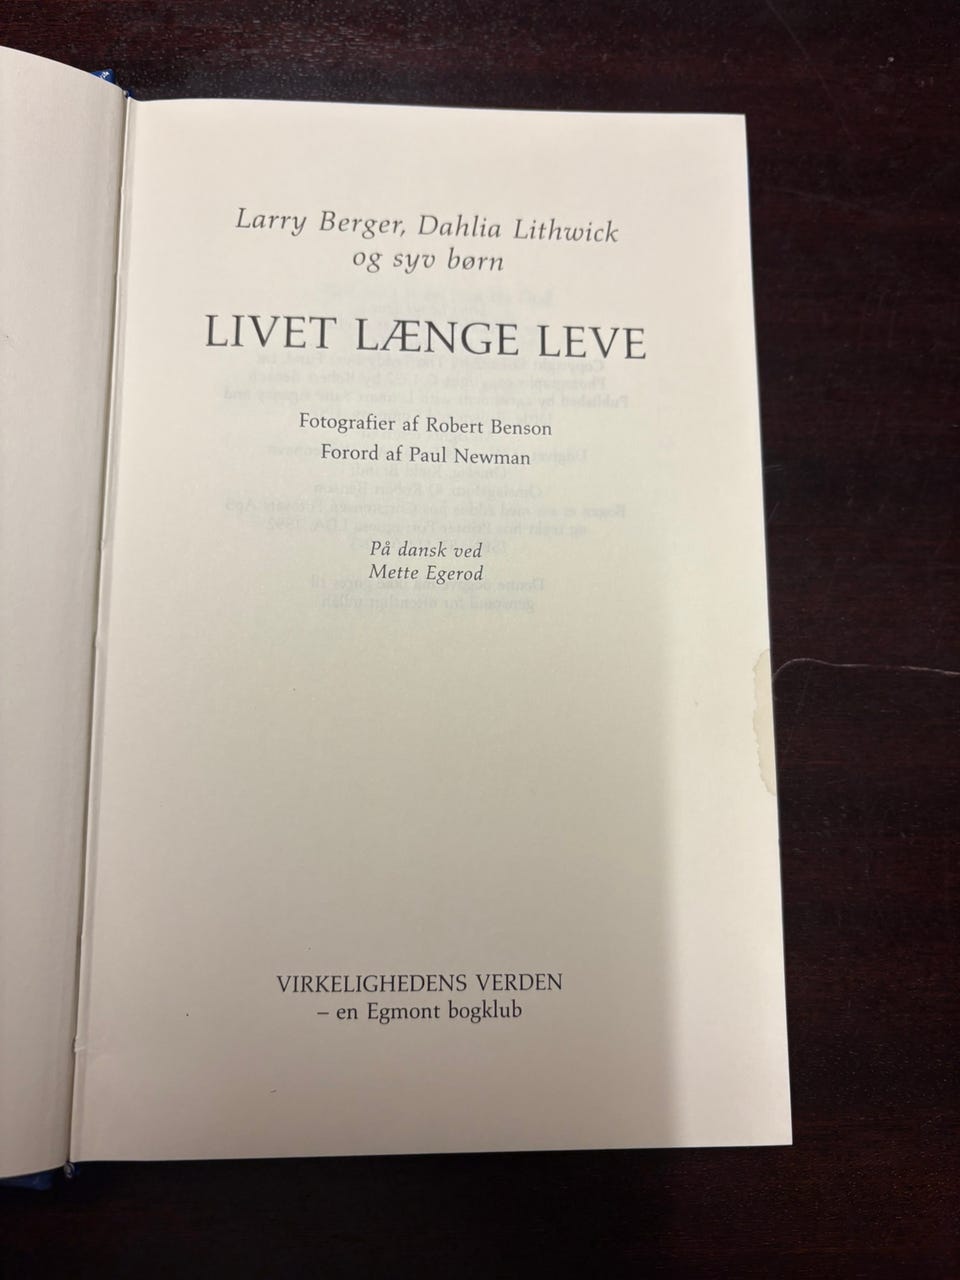 Larry Berger, Dahlia Lithwick
og syv børn
LIVET LÆNGE LEVE
Fotografier af Robert Benson
Forord af Paul Newman
På dansk ved
Mette Egerod
VIRKELIGHEDENS VERDEN
– en Egmont bogklub